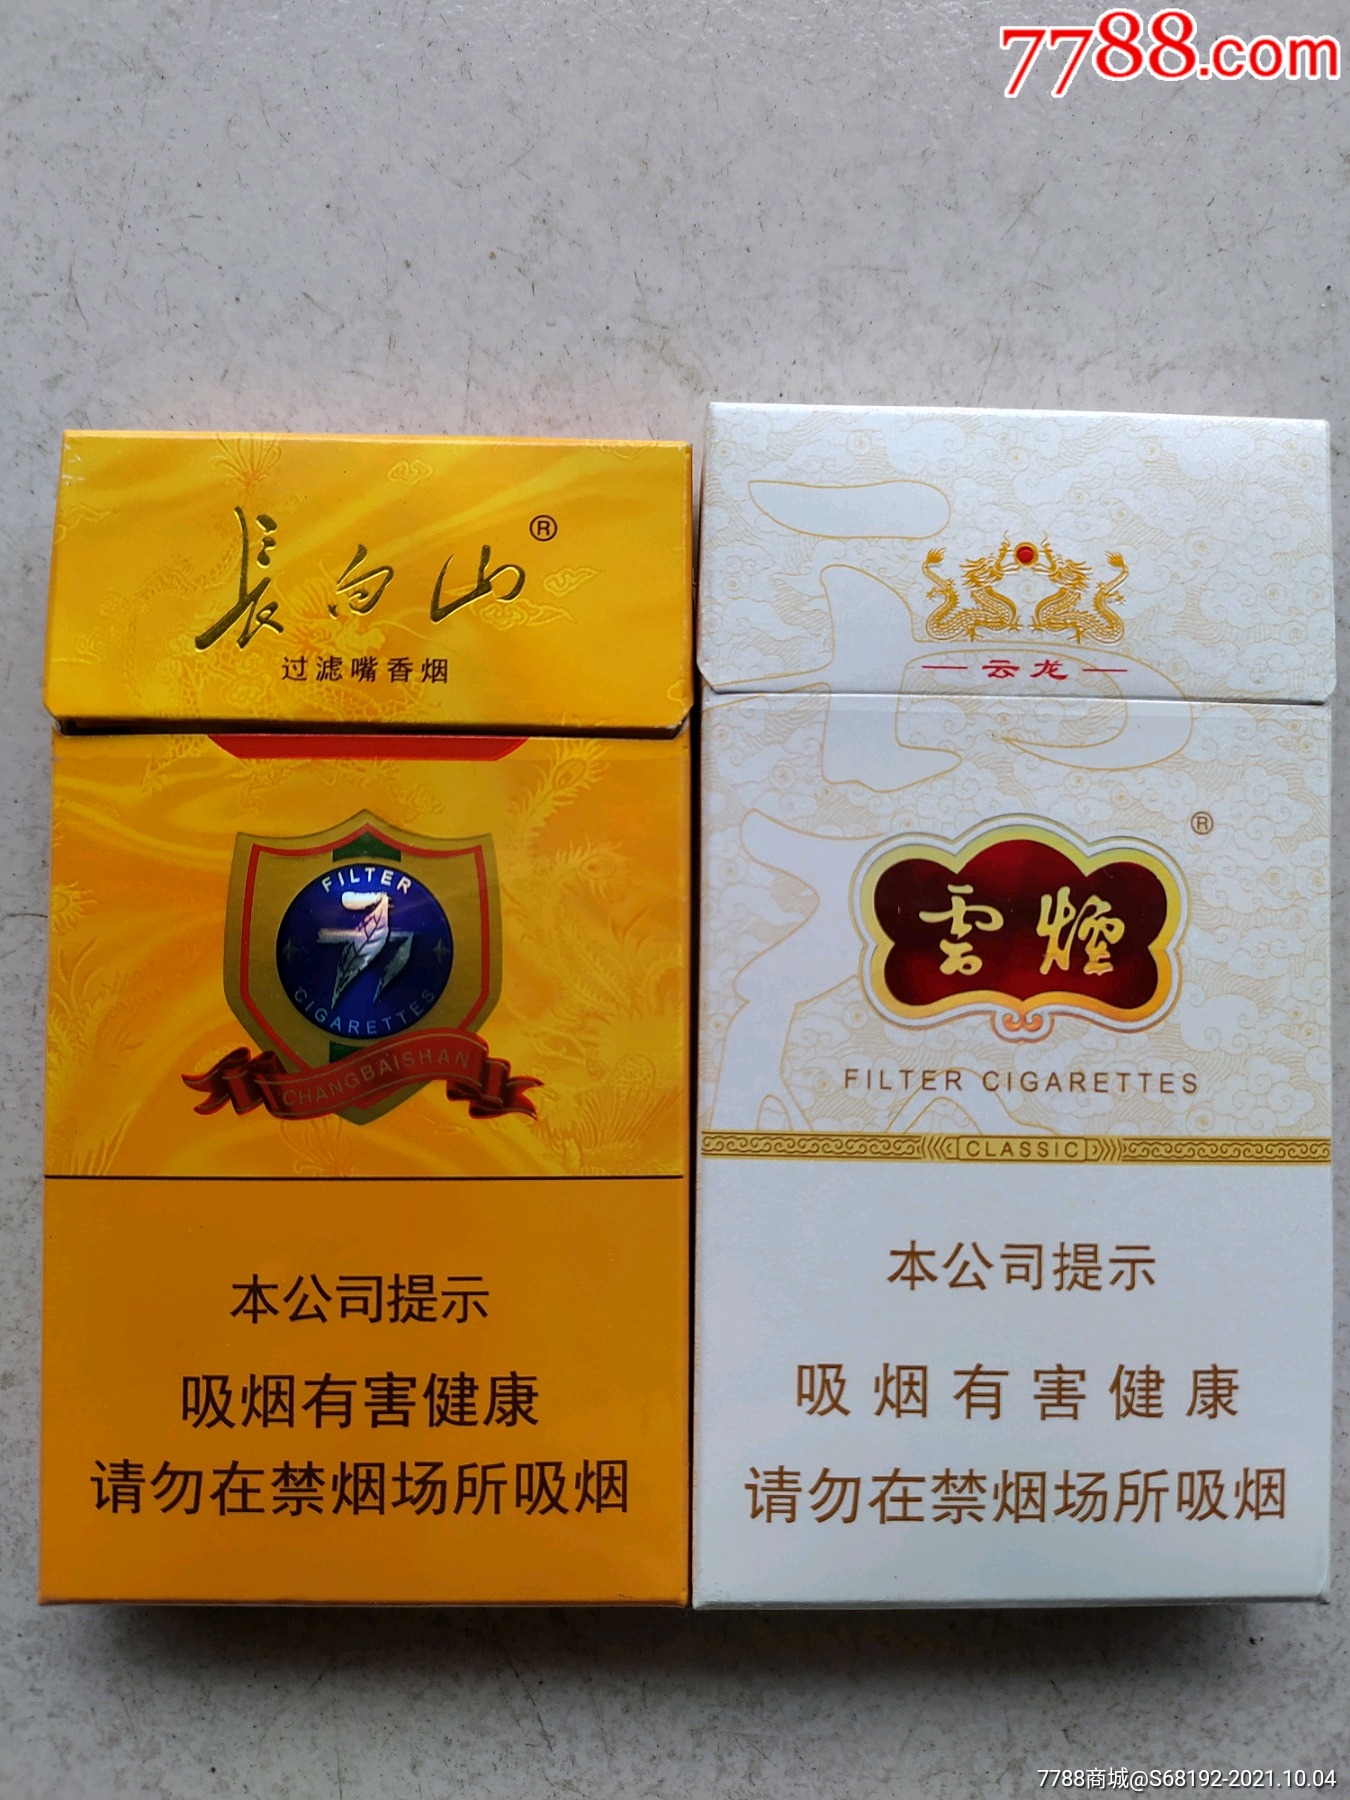 7788.com
长白山®
过滤嘴香烟
FILTER
CIGARETTES
CHANGBAISHAN
本公司提示
吸烟有害健康
请勿在禁烟场所吸烟
云龙
®
雲煙
FILTER CIGARETTES
CLASSIC
本公司提示
吸烟有害健康
请勿在禁烟场所吸烟
7788商城@S68192-2021.10.04